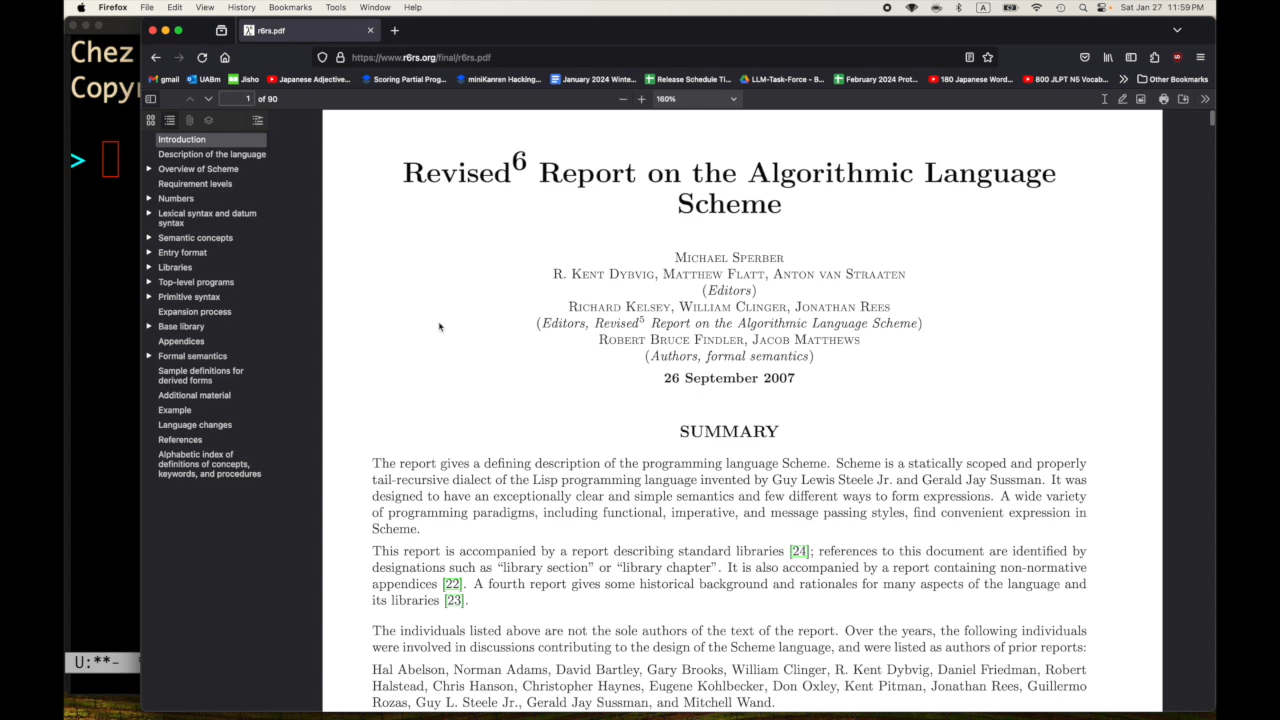 Firefox File Edit View History Bookmarks Tools Window Help
A
Sat Jan 27 11:59 PM
Chez
Copyr
>
U:**-
r6rs.pdf
https://www.r6rs.org/final/r6rs.pdf
gmail UABm Jisho Japanese Adjective... Scoring Partial Prog... miniKanren Hacking... January 2024 Winte... Release Schedule Ti... LLM-Task-Force - B... February 2024 Prot... 180 Japanese Word... 800 JLPT N5 Vocab... Other Bookmarks
1 of 90
160%
Introduction
Description of the language
Overview of Scheme
Requirement levels
Numbers
Lexical syntax and datum
syntax
Semantic concepts
Entry format
Libraries
Top-level programs
Primitive syntax
Expansion process
Base library
Appendices
Formal semantics
Sample definitions for
derived forms
Additional material
Example
Language changes
References
Alphabetic index of
definitions of concepts,
keywords, and procedures
Revised⁶ Report on the Algorithmic Language
Scheme
MICHAEL SPERBER
R. KENT DYBVIG, MATTHEW FLATT, ANTON VAN STRAATEN
(Editors)
RICHARD KELSEY, WILLIAM CLINGER, JONATHAN REES
(Editors, Revised⁵ Report on the Algorithmic Language Scheme)
ROBERT BRUCE FINDLER, JACOB MATTHEWS
(Authors, formal semantics)
26 September 2007
SUMMARY
The report gives a defining description of the programming language Scheme. Scheme is a statically scoped and properly
tail-recursive dialect of the Lisp programming language invented by Guy Lewis Steele Jr. and Gerald Jay Sussman. It was
designed to have an exceptionally clear and simple semantics and few different ways to form expressions. A wide variety
of programming paradigms, including functional, imperative, and message passing styles, find convenient expression in
Scheme.
This report is accompanied by a report describing standard libraries [24]; references to this document are identified by
designations such as “library section” or “library chapter”. It is also accompanied by a report containing non-normative
appendices [22]. A fourth report gives some historical background and rationales for many aspects of the language and
its libraries [23].
The individuals listed above are not the sole authors of the text of the report. Over the years, the following individuals
were involved in discussions contributing to the design of the Scheme language, and were listed as authors of prior reports:
Hal Abelson, Norman Adams, David Bartley, Gary Brooks, William Clinger, R. Kent Dybvig, Daniel Friedman, Robert
Halstead, Chris Hanson, Christopher Haynes, Eugene Kohlbecker, Don Oxley, Kent Pitman, Jonathan Rees, Guillermo
Rozas, Guy L. Steele Jr., Gerald Jay Sussman, and Mitchell Wand.